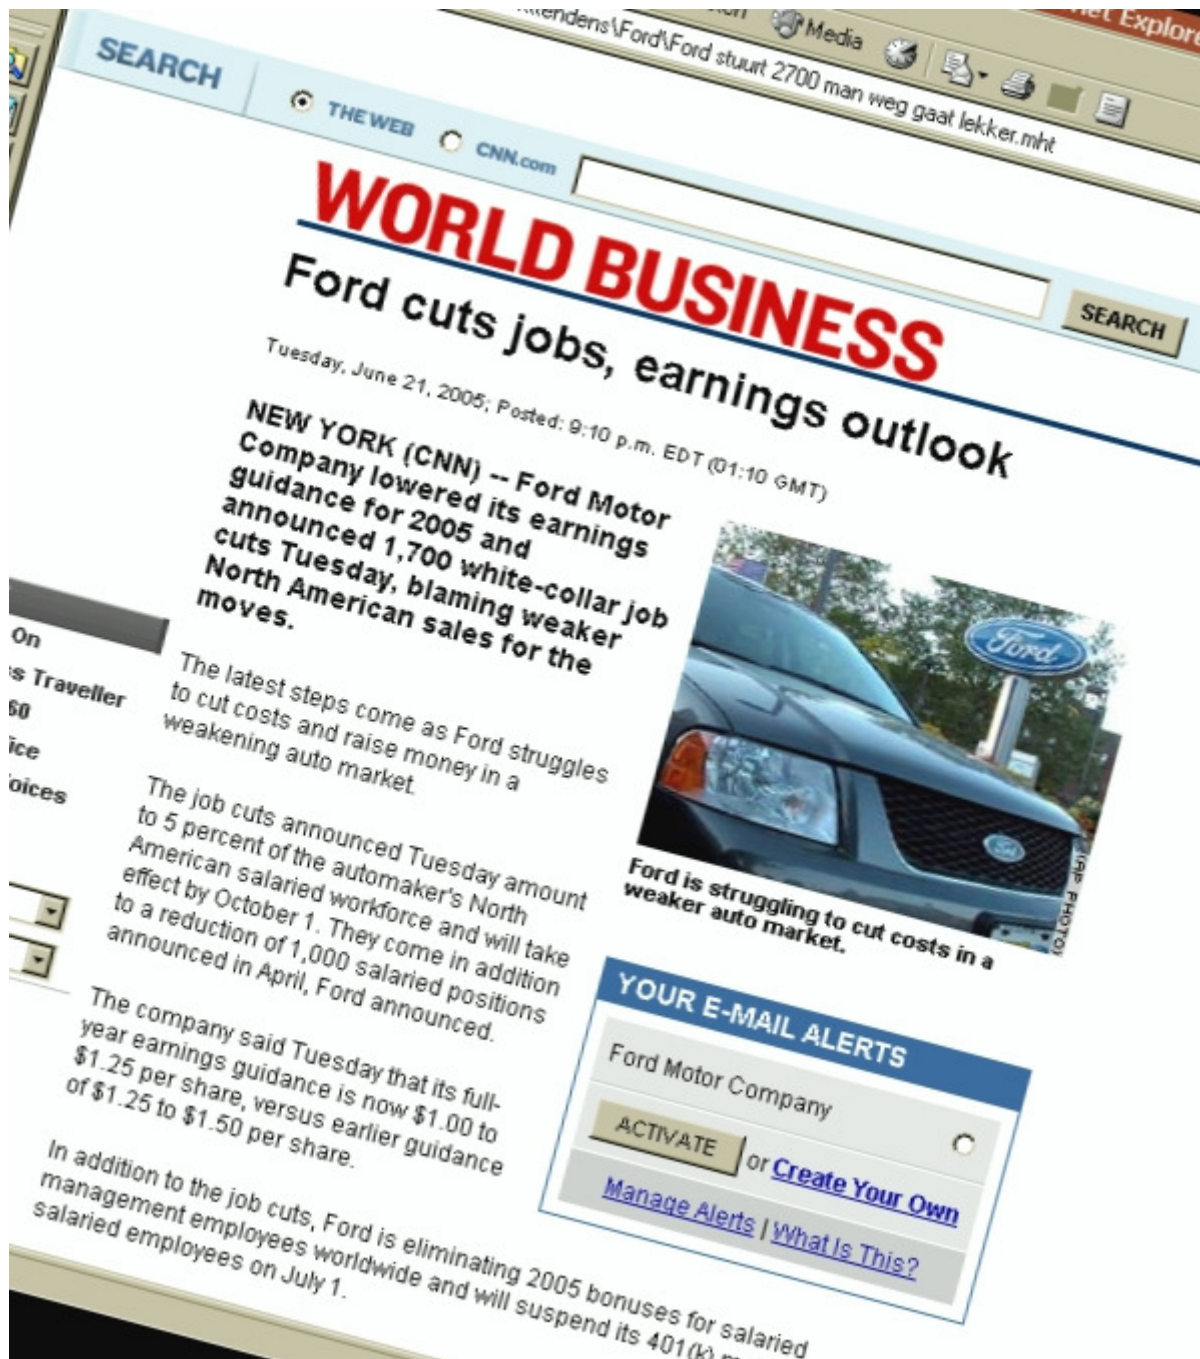 Media
\Ford\Ford stuurt 2700 man weg gaat lekker.mht
SEARCH
THE WEB
CNN.com
SEARCH
WORLD BUSINESS
Ford cuts jobs, earnings outlook
Tuesday, June 21, 2005; Posted: 9:10 p.m. EDT (01:10 GMT)
NEW YORK (CNN) -- Ford Motor
Company lowered its earnings
guidance for 2005 and
announced 1,700 white-collar job
cuts Tuesday, blaming weaker
North American sales for the
moves.
The latest steps come as Ford struggles
to cut costs and raise money in a
weakening auto market.
The job cuts announced Tuesday amount
to 5 percent of the automaker's North
American salaried workforce and will take
effect by October 1. They come in addition
to a reduction of 1,000 salaried positions
announced in April, Ford announced.
The company said Tuesday that its full-
year earnings guidance is now $1.00 to
$1.25 per share, versus earlier guidance
of $1.25 to $1.50 per share.
In addition to the job cuts, Ford is eliminating 2005 bonuses for salaried
management employees worldwide and will suspend its 401(k)
salaried employees on July 1.
Ford
Ford
(AP PHOTO)
Ford is struggling to cut costs in a
weaker auto market.
YOUR E-MAIL ALERTS
Ford Motor Company
ACTIVATE or Create Your Own
Manage Alerts | What Is This?
On
Traveller